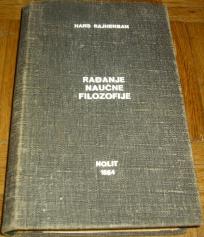 HANS RAJHENBAH
RAĐANJE
NAUČNE
FILOZOFIJE
NOLIT
1964